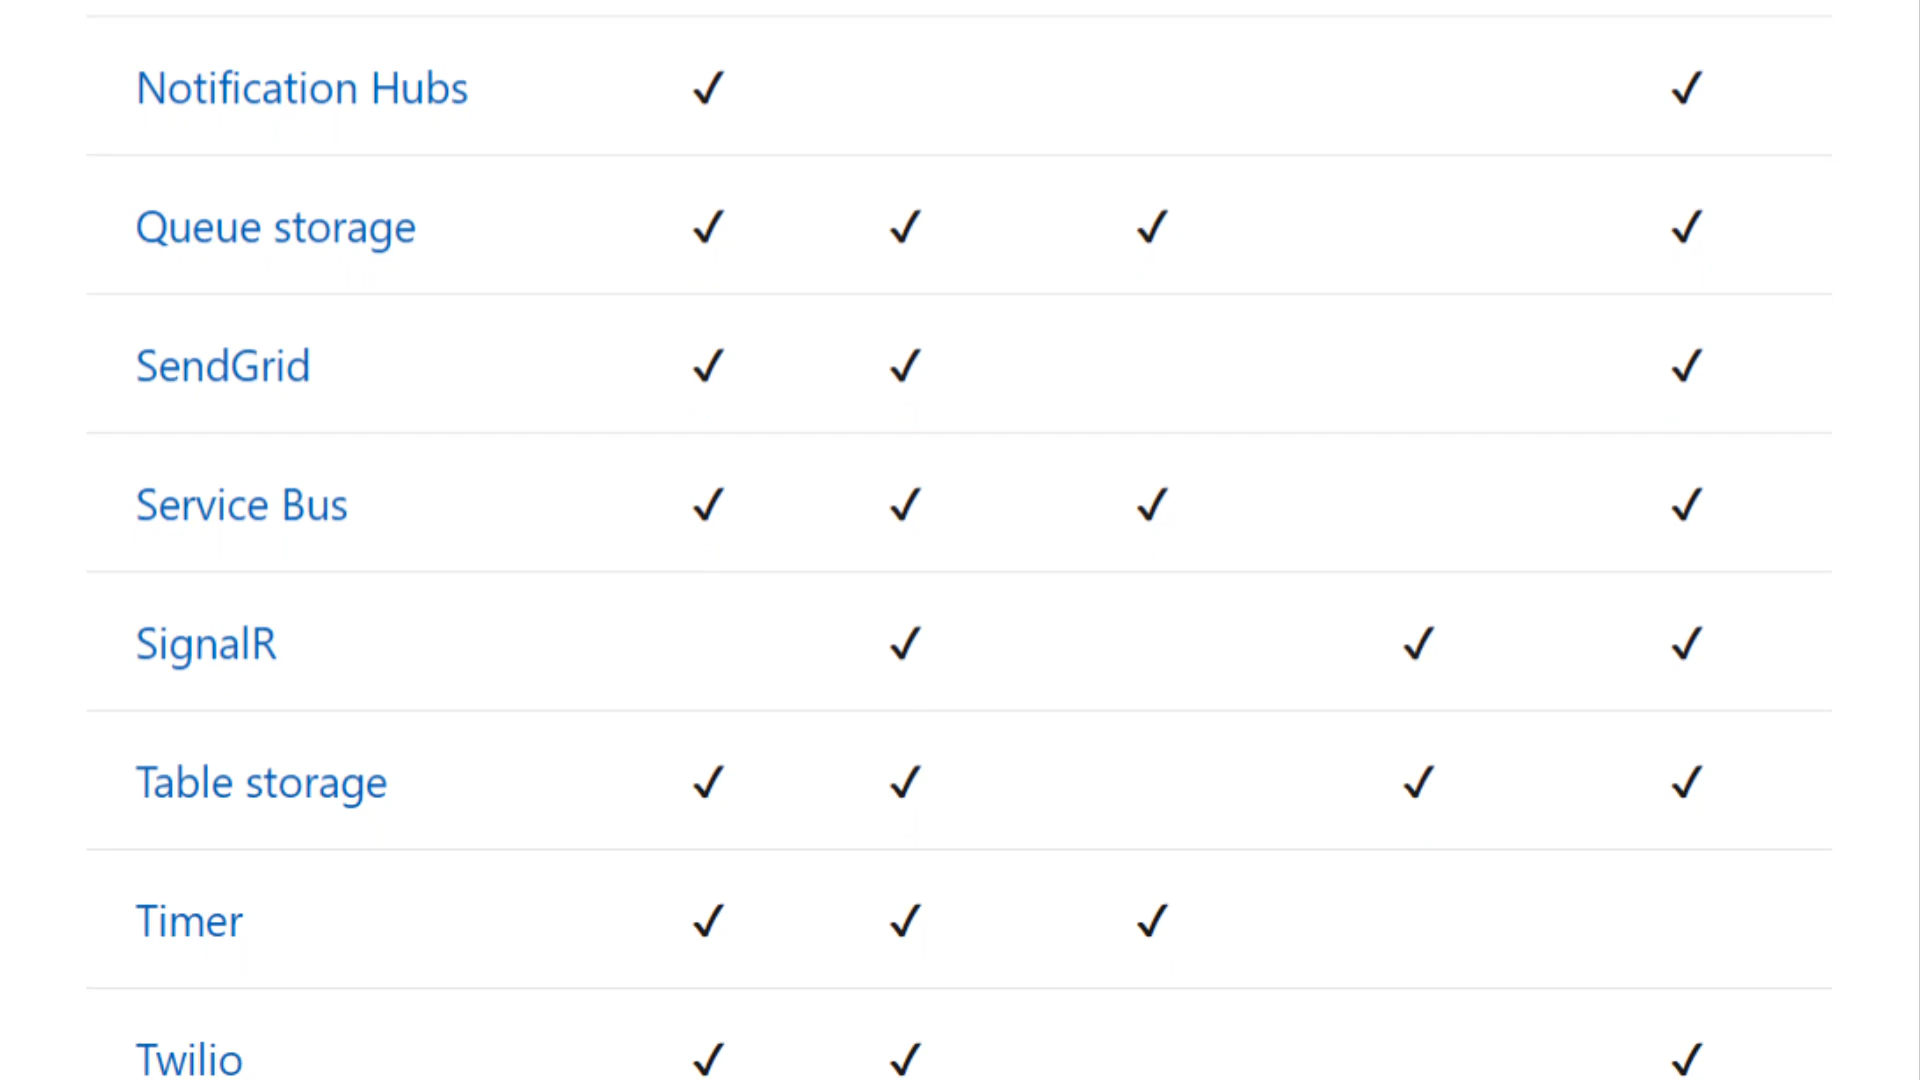 Notification Hubs ✓ ✓
Queue storage ✓ ✓ ✓ ✓
SendGrid ✓ ✓ ✓
Service Bus ✓ ✓ ✓ ✓
SignalR ✓ ✓ ✓
Table storage ✓ ✓ ✓ ✓
Timer ✓ ✓ ✓
Twilio ✓ ✓ ✓